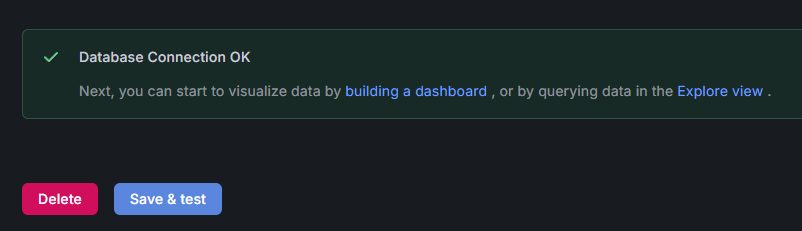 Database Connection OK
Next, you can start to visualize data by building a dashboard , or by querying data in the Explore view .
Delete
Save & test